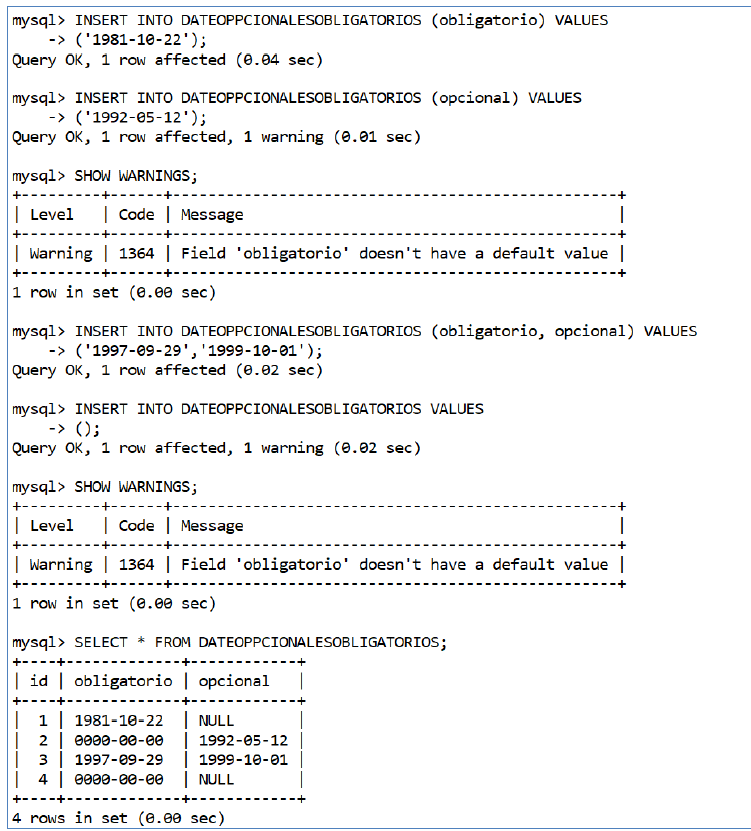 mysql> INSERT INTO DATEOPPCIONALESOBLIGATORIOS (obligatorio) VALUES
    -> ('1981-10-22');
Query OK, 1 row affected (0.04 sec)

mysql> INSERT INTO DATEOPPCIONALESOBLIGATORIOS (opcional) VALUES
    -> ('1992-05-12');
Query OK, 1 row affected, 1 warning (0.01 sec)

mysql> SHOW WARNINGS;
+---------+------+--------------------------------------------------+
| Level   | Code | Message                                          |
+---------+------+--------------------------------------------------+
| Warning | 1364 | Field 'obligatorio' doesn't have a default value |
+---------+------+--------------------------------------------------+
1 row in set (0.00 sec)

mysql> INSERT INTO DATEOPPCIONALESOBLIGATORIOS (obligatorio, opcional) VALUES
    -> ('1997-09-29','1999-10-01');
Query OK, 1 row affected (0.02 sec)

mysql> INSERT INTO DATEOPPCIONALESOBLIGATORIOS VALUES
    -> ();
Query OK, 1 row affected, 1 warning (0.02 sec)

mysql> SHOW WARNINGS;
+---------+------+--------------------------------------------------+
| Level   | Code | Message                                          |
+---------+------+--------------------------------------------------+
| Warning | 1364 | Field 'obligatorio' doesn't have a default value |
+---------+------+--------------------------------------------------+
1 row in set (0.00 sec)

mysql> SELECT * FROM DATEOPPCIONALESOBLIGATORIOS;
+----+-------------+------------+
| id | obligatorio | opcional   |
+----+-------------+------------+
|  1 | 1981-10-22  | NULL       |
|  2 | 0000-00-00  | 1992-05-12 |
|  3 | 1997-09-29  | 1999-10-01 |
|  4 | 0000-00-00  | NULL       |
+----+-------------+------------+
4 rows in set (0.00 sec)